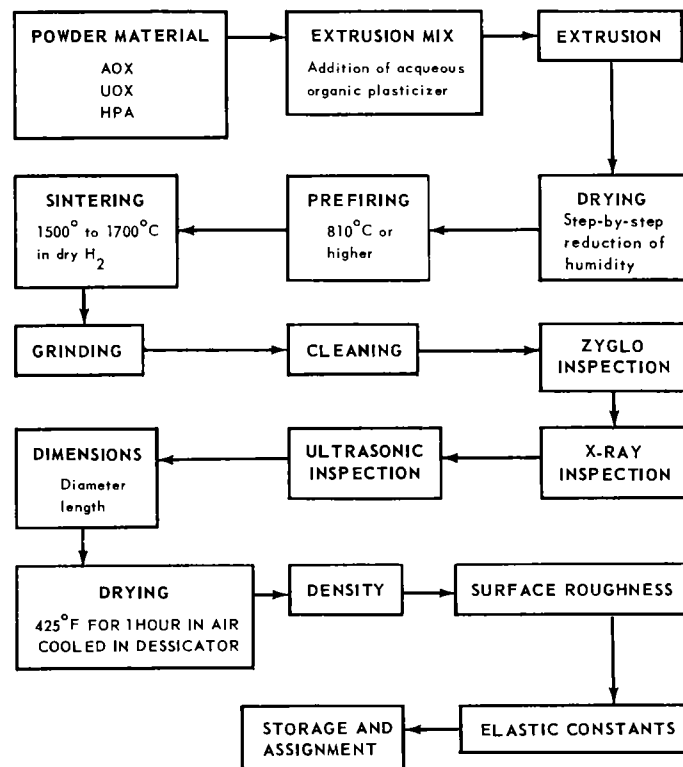 POWDER MATERIAL
AOX
UOX
HPA
EXTRUSION MIX
Addition of acqueous
organic plasticizer
EXTRUSION
DRYING
Step-by-step
reduction of
humidity
PREFIRING
810°C or
higher
SINTERING
1500° to 1700°C
in dry H2
GRINDING
CLEANING
ZYGLO
INSPECTION
X-RAY
INSPECTION
ULTRASONIC
INSPECTION
DIMENSIONS
Diameter
length
DRYING
425°F FOR 1 HOUR IN AIR
COOLED IN DESSICATOR
DENSITY
SURFACE ROUGHNESS
ELASTIC CONSTANTS
STORAGE AND
ASSIGNMENT